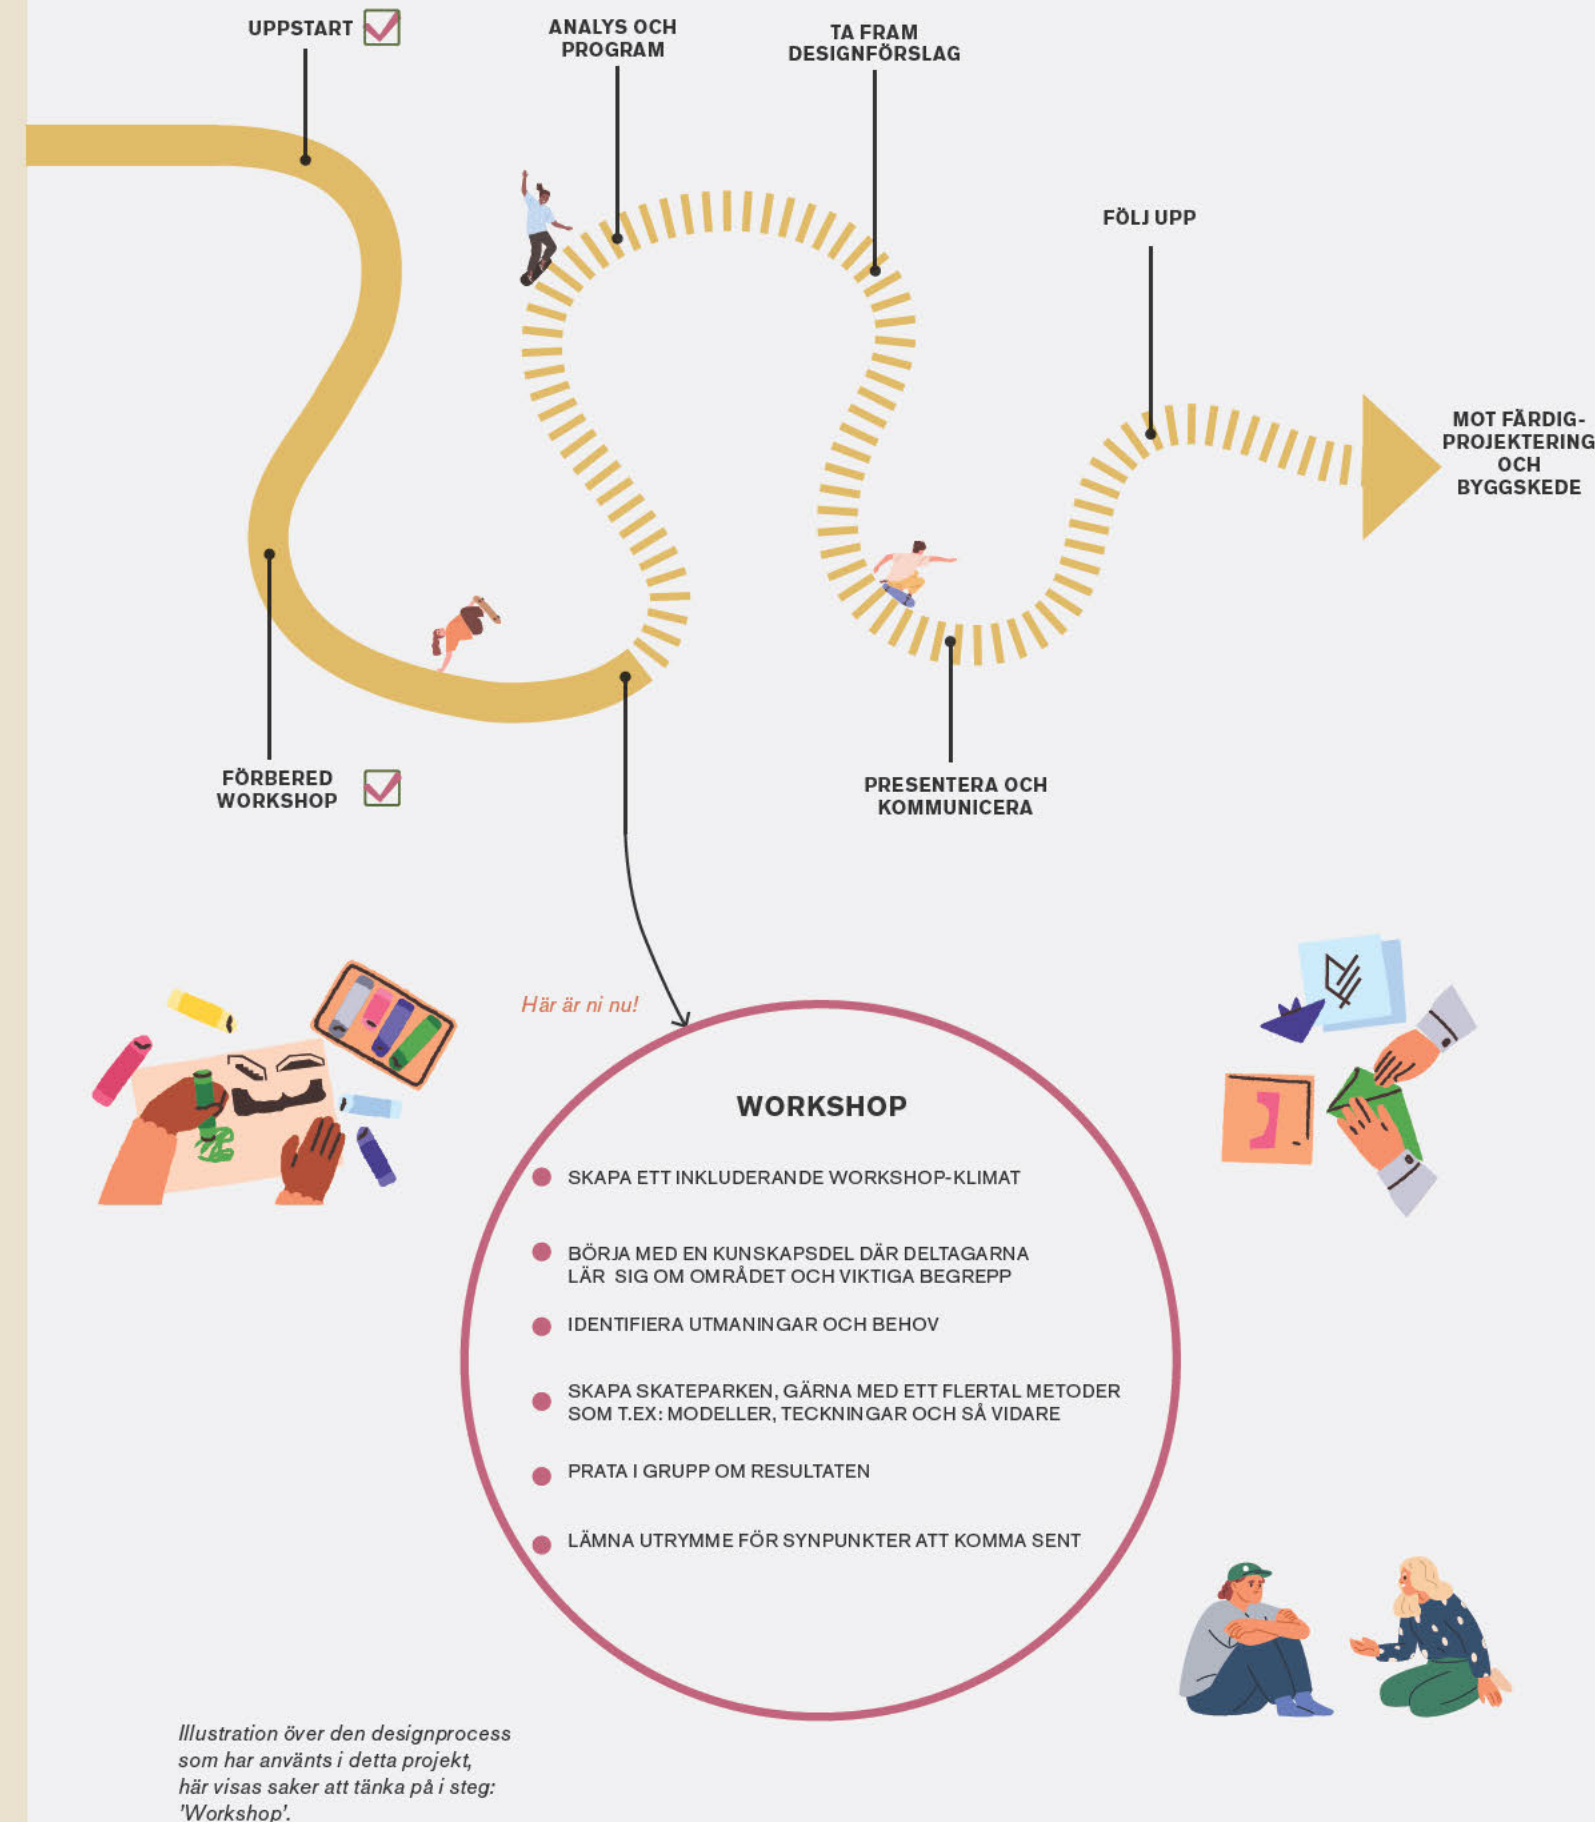 UPPSTART
ANALYS OCH
PROGRAM
TA FRAM
DESIGNFÖRSLAG
FÖLJ UPP
MOT FÄRDIG-
PROJEKTERING
OCH
BYGGSKEDE
FÖRBERED
WORKSHOP
PRESENTERA OCH
KOMMUNICERA
Här är ni nu!
WORKSHOP
SKAPA ETT INKLUDERANDE WORKSHOP-KLIMAT
BÖRJA MED EN KUNSKAPSDEL DÄR DELTAGARNA
LÄR SIG OM OMRÅDET OCH VIKTIGA BEGREPP
IDENTIFIERA UTMANINGAR OCH BEHOV
SKAPA SKATEPARKEN, GÄRNA MED ETT FLERTAL METODER
SOM T.EX: MODELLER, TECKNINGAR OCH SÅ VIDARE
PRATA I GRUPP OM RESULTATEN
LÄMNA UTRYMME FÖR SYNPUNKTER ATT KOMMA SENT
Illustration över den designprocess
som har använts i detta projekt,
här visas saker att tänka på i steg:
'Workshop'.